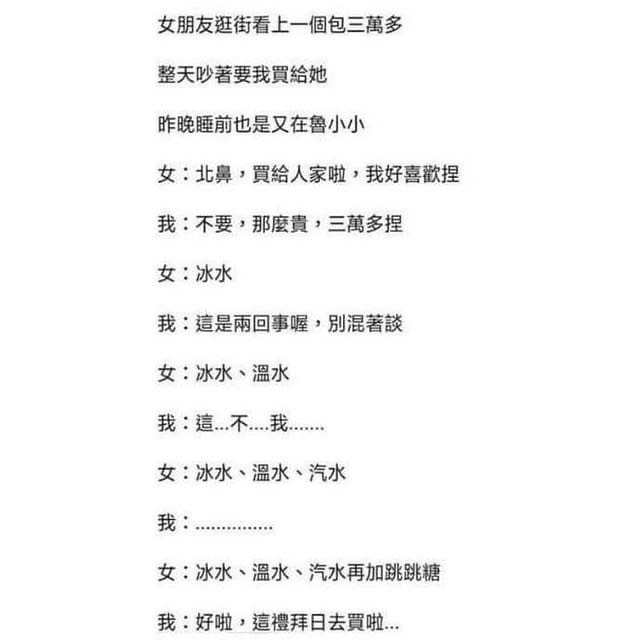 女朋友逛街看上一個包三萬多
整天吵著要我買給她
昨晚睡前也是又在魯小小
女：北鼻，買給人家啦，我好喜歡捏
我：不要，那麼貴，三萬多捏
女：冰水
我：這是兩回事喔，別混著談
女：冰水、溫水
我：這...不....我.......
女：冰水、溫水、汽水
我：...............
女：冰水、溫水、汽水再加跳跳糖
我：好啦，這禮拜日去買啦...